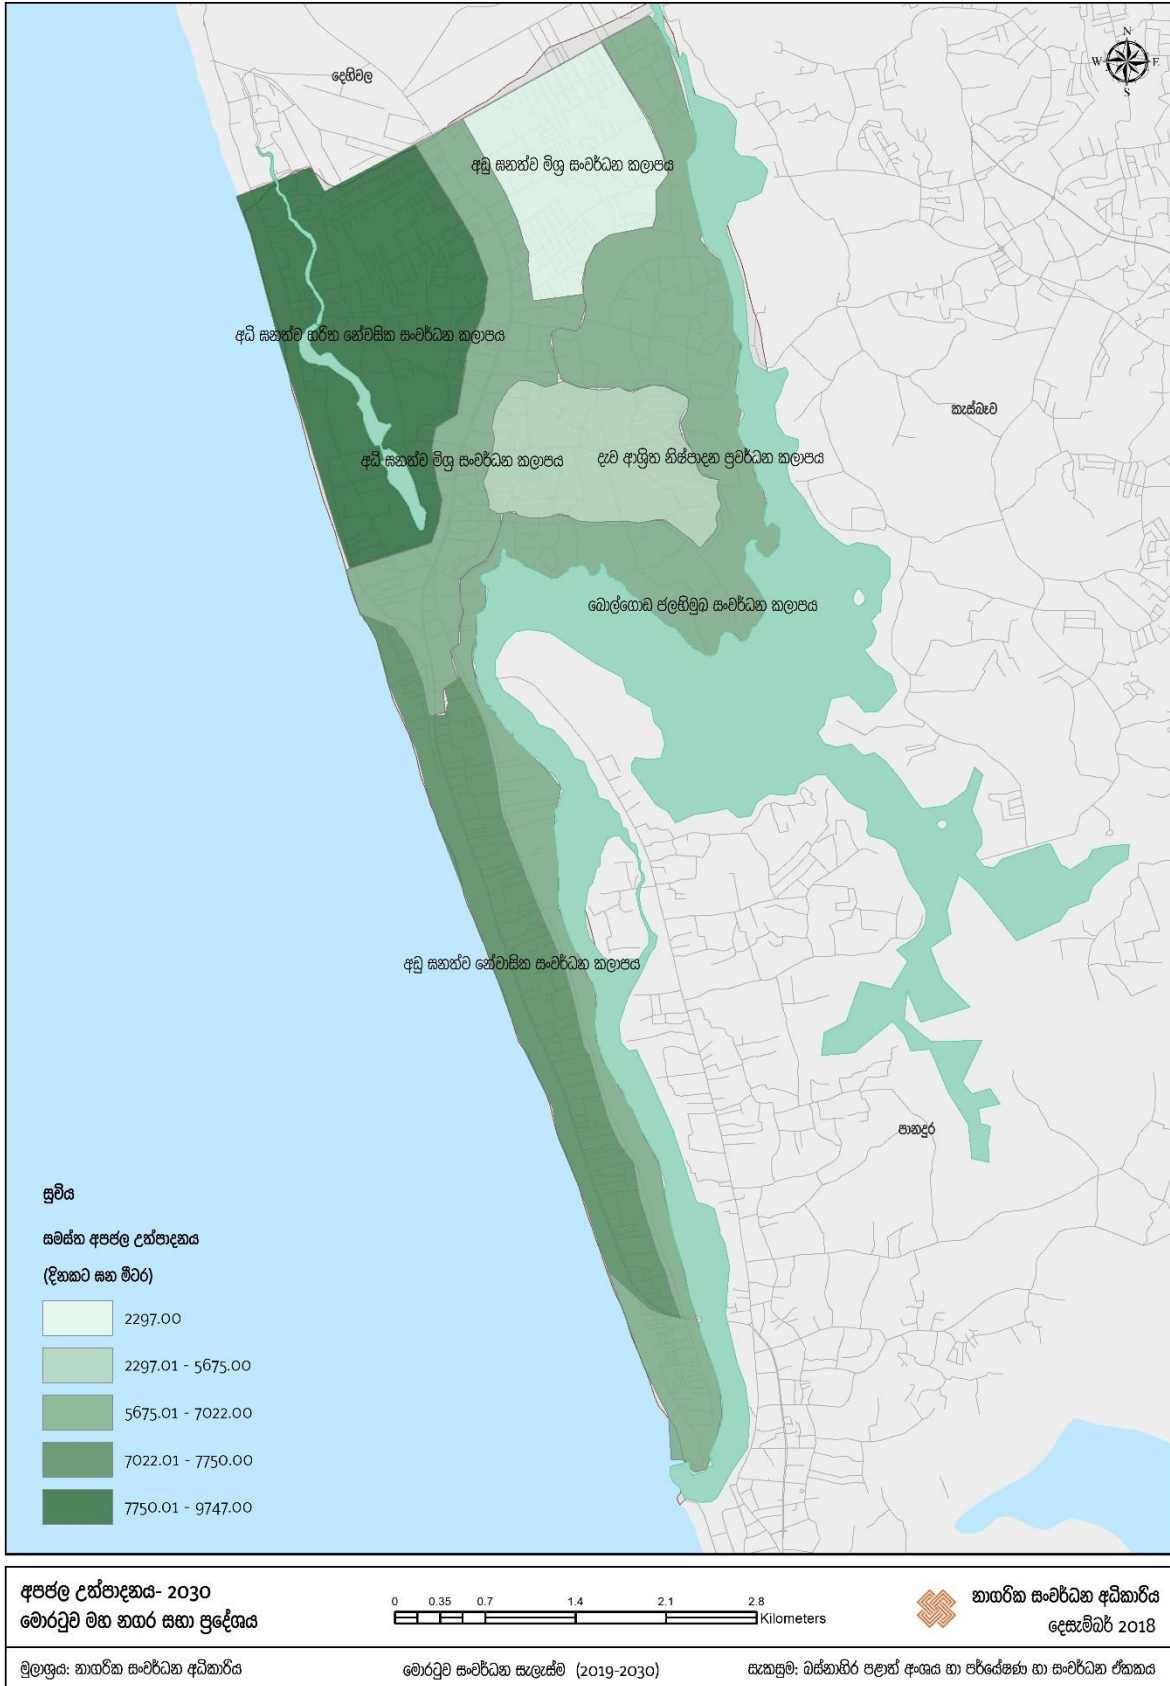 N
W E
S
දෙහිවල
අඩු ඝනත්ව මිශ්‍ර සංවර්ධන කලාපය
අධි ඝනත්ව හරිත නේවසික සංවර්ධන කලාපය
කැස්බෑව
අධි ඝනත්ව මිශ්‍ර සංවර්ධන කලාපය
දැව ආශ්‍රිත නිෂ්පාදන ප්‍රවර්ධන කලාපය
බොල්ගොඩ ජලභිමුඛ සංවර්ධන කලාපය
අඩු ඝනත්ව නේවාසික සංවර්ධන කලාපය
පානදුර
සුචිය
සමස්ත අපජල උත්පාදනය
(දිනකට ඝන මීටර)
2297.00
2297.01 - 5675.00
5675.01 - 7022.00
7022.01 - 7750.00
7750.01 - 9747.00
අපජල උත්පාදනය- 2030
මොරටුව මහ නගර සභා ප්‍රදේශය
0 0.35 0.7 1.4 2.1 2.8
Kilometers
නාගරික සංවර්ධන අධිකාරිය
දෙසැම්බර් 2018
මුලාශ්‍රය: නාගරික සංවර්ධන අධිකාරිය
මොරටුව සංවර්ධන සැලැස්ම (2019-2030)
සැකසුම: බස්නාහිර පළාත් අංශය හා පර්යේෂණ හා සංවර්ධන ඒකකය